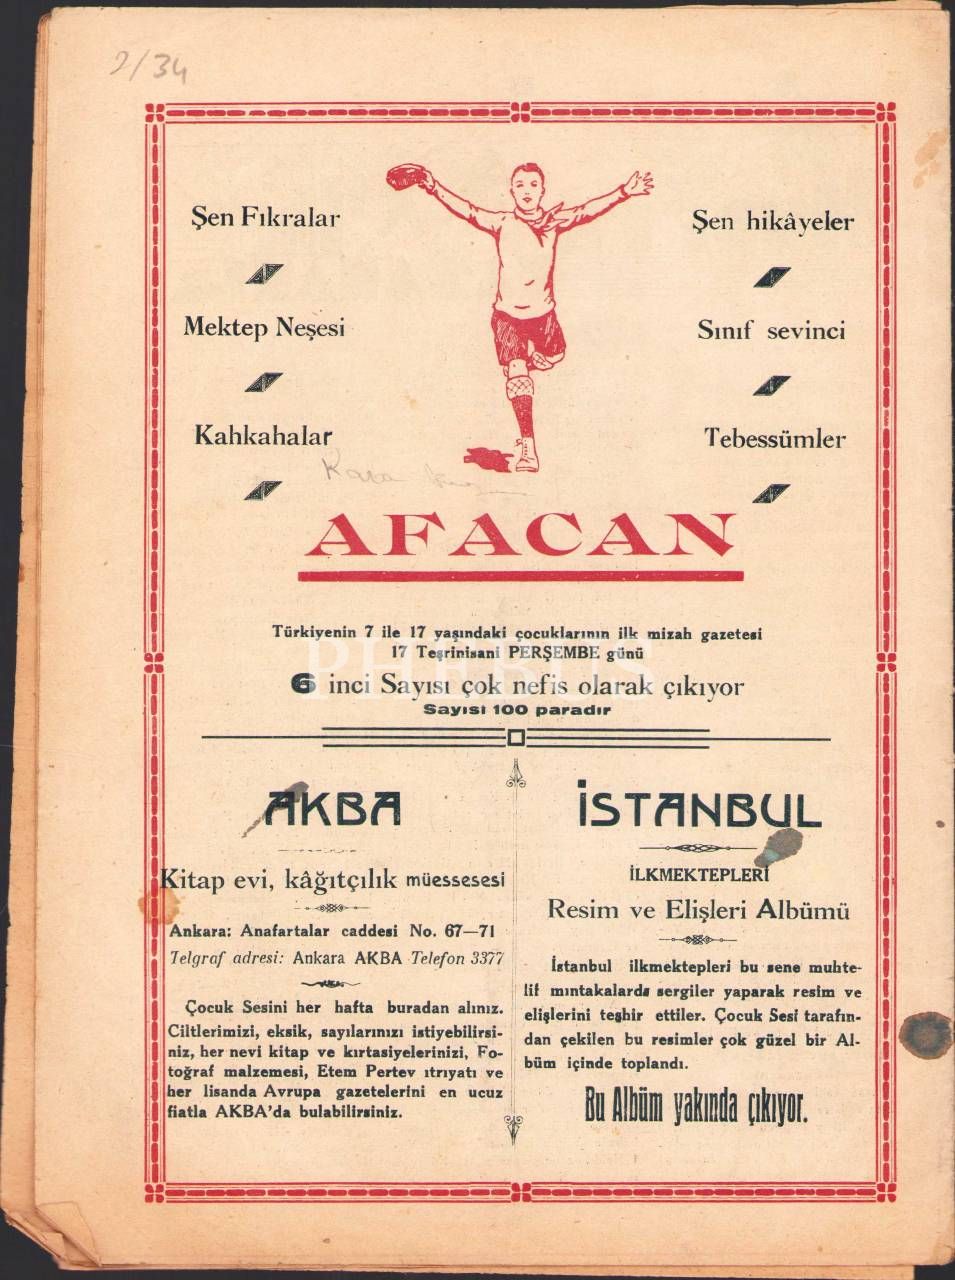 2/34
Şen Fıkralar
Mektep Neşesi
Kahkahalar
Şen hikâyeler
Sınıf sevinci
Tebessümler
AFACAN
Türkiyenin 7 ile 17 yaşındaki çocuklarının ilk mizah gazetesi
17 Teşrinisani PERŞEMBE günü
PHEBUS
6 inci Sayısı çok nefis olarak çıkıyor
Sayısı 100 paradır
AKBA
Kitap evi, kâğıtçılık müessesesi
Ankara: Anafartalar caddesi No. 67—71
Telgraf adresi: Ankara AKBA Telefon 3377
Çocuk Sesini her hafta buradan alınız.
Ciltlerimizi, eksik, sayılarınızı istiyebilirsi-
niz, her nevi kitap ve kırtasiyelerinizi, Fo-
toğraf malzemesi, Etem Pertev ıtrıyatı ve
her lisanda Avrupa gazetelerini en ucuz
fiatla AKBA'da bulabilirsiniz.
İSTANBUL
İLKMEKTEPLERİ
Resim ve Elişleri Albümü
İstanbul ilkmektepleri bu sene muhte-
lif mıntakalarda sergiler yaparak resim ve
elişlerini teşhir ettiler. Çocuk Sesi tarafın-
dan çekilen bu resimler çok güzel bir Al-
büm içinde toplandı.
Bu Albüm yakında çıkıyor.